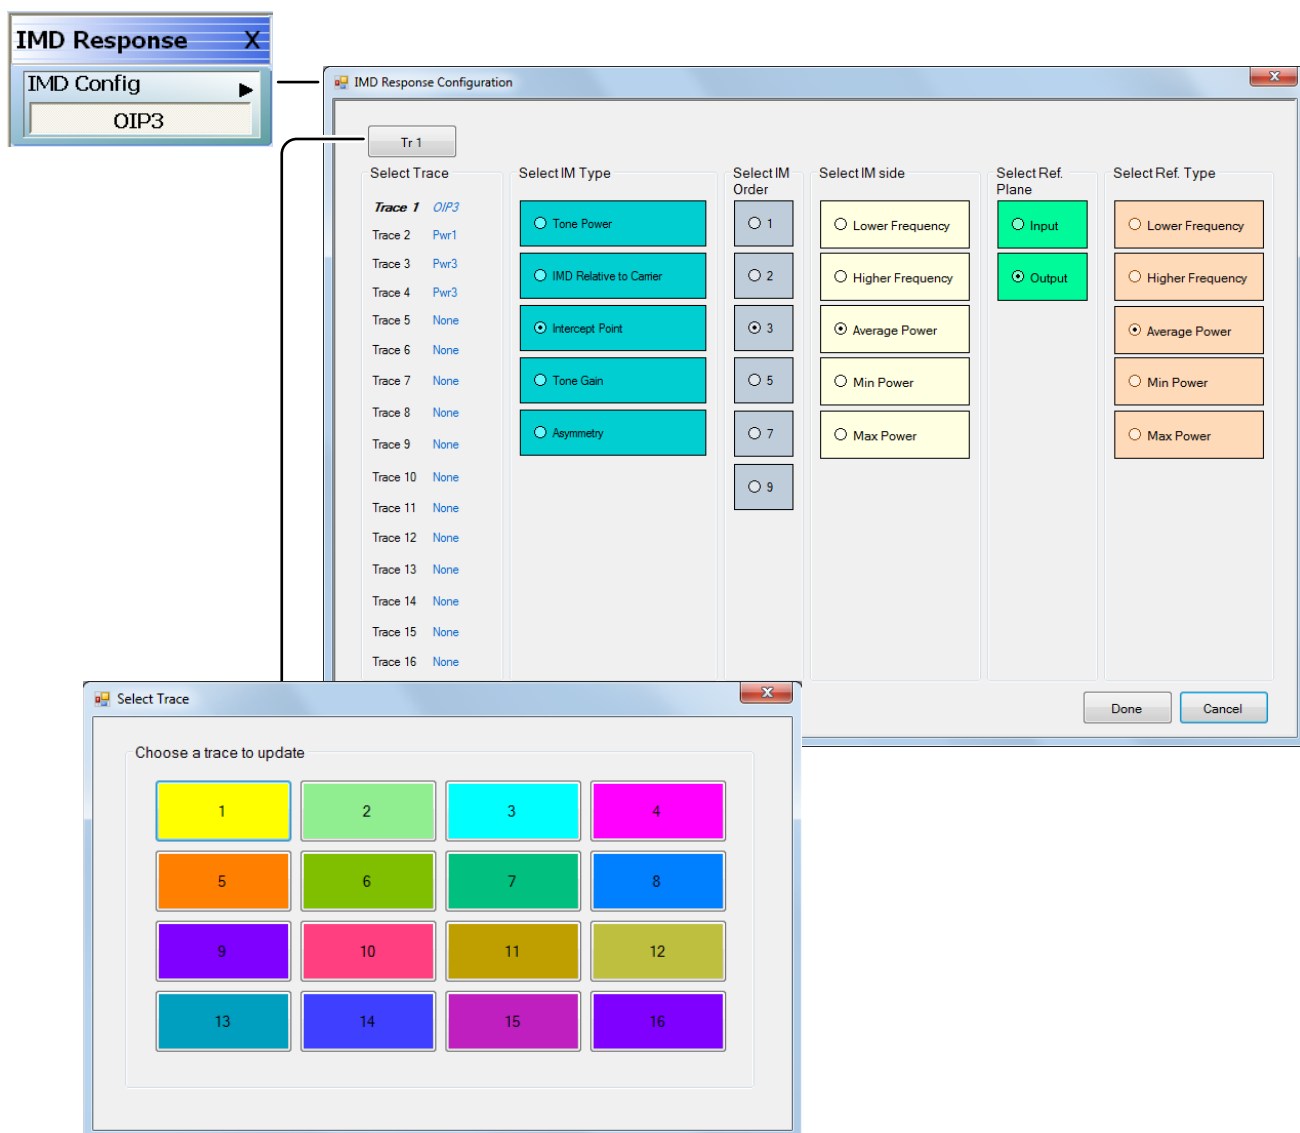 IMD Response X
IMD Config
OIP3
IMD Response Configuration
Tr 1
Select Trace
Trace 1 OIP3
Trace 2 Pwr1
Trace 3 Pwr3
Trace 4 Pwr3
Trace 5 None
Trace 6 None
Trace 7 None
Trace 8 None
Trace 9 None
Trace 10 None
Trace 11 None
Trace 12 None
Trace 13 None
Trace 14 None
Trace 15 None
Trace 16 None
Select IM Type
Tone Power
IMD Relative to Carrier
Intercept Point
Tone Gain
Asymmetry
Select IM
Order
1
2
3
5
7
9
Select IM side
Lower Frequency
Higher Frequency
Average Power
Min Power
Max Power
Select Ref.
Plane
Input
Output
Select Ref. Type
Lower Frequency
Higher Frequency
Average Power
Min Power
Max Power
Done Cancel
Select Trace
Choose a trace to update
1 2 3 4
5 6 7 8
9 10 11 12
13 14 15 16